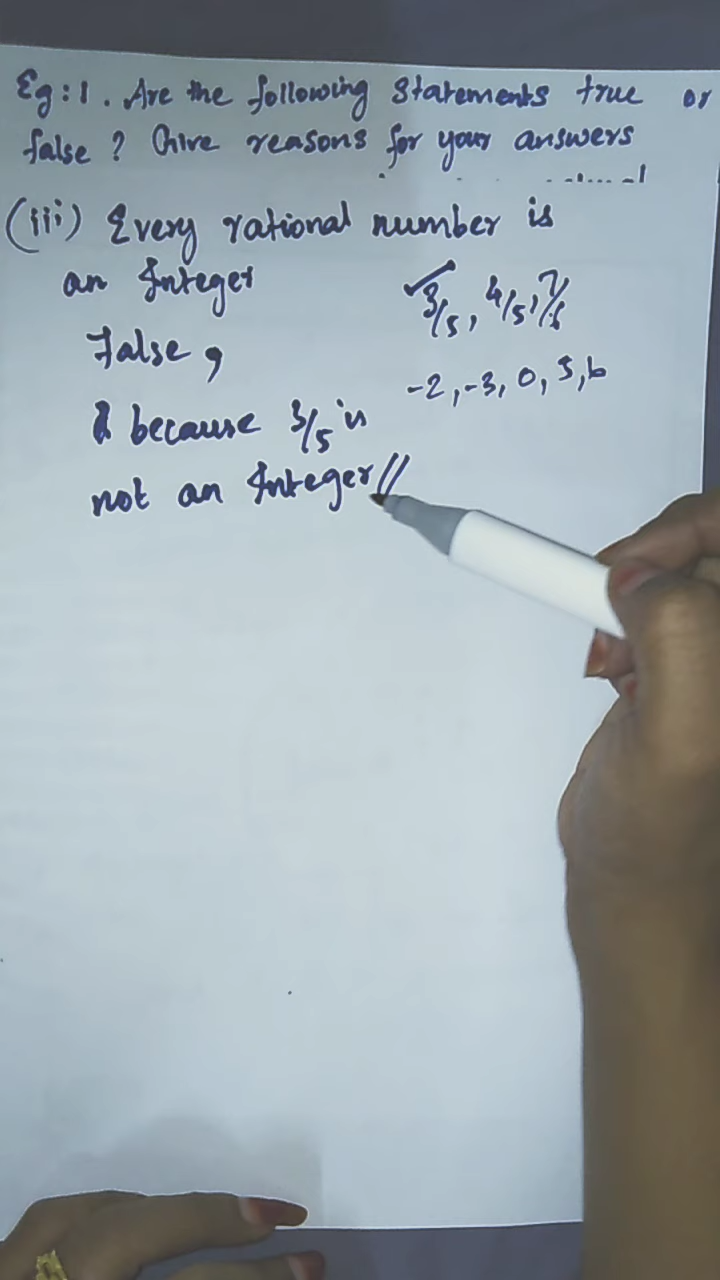 Eg:1. Are the following statements true or
false? Give reasons for your answers
(iii) Every rational number is
an Integer
3/5, 4/5, 7/6
False,
-2, -3, 0, 5, 6
because 3/5 is
not an Integer//